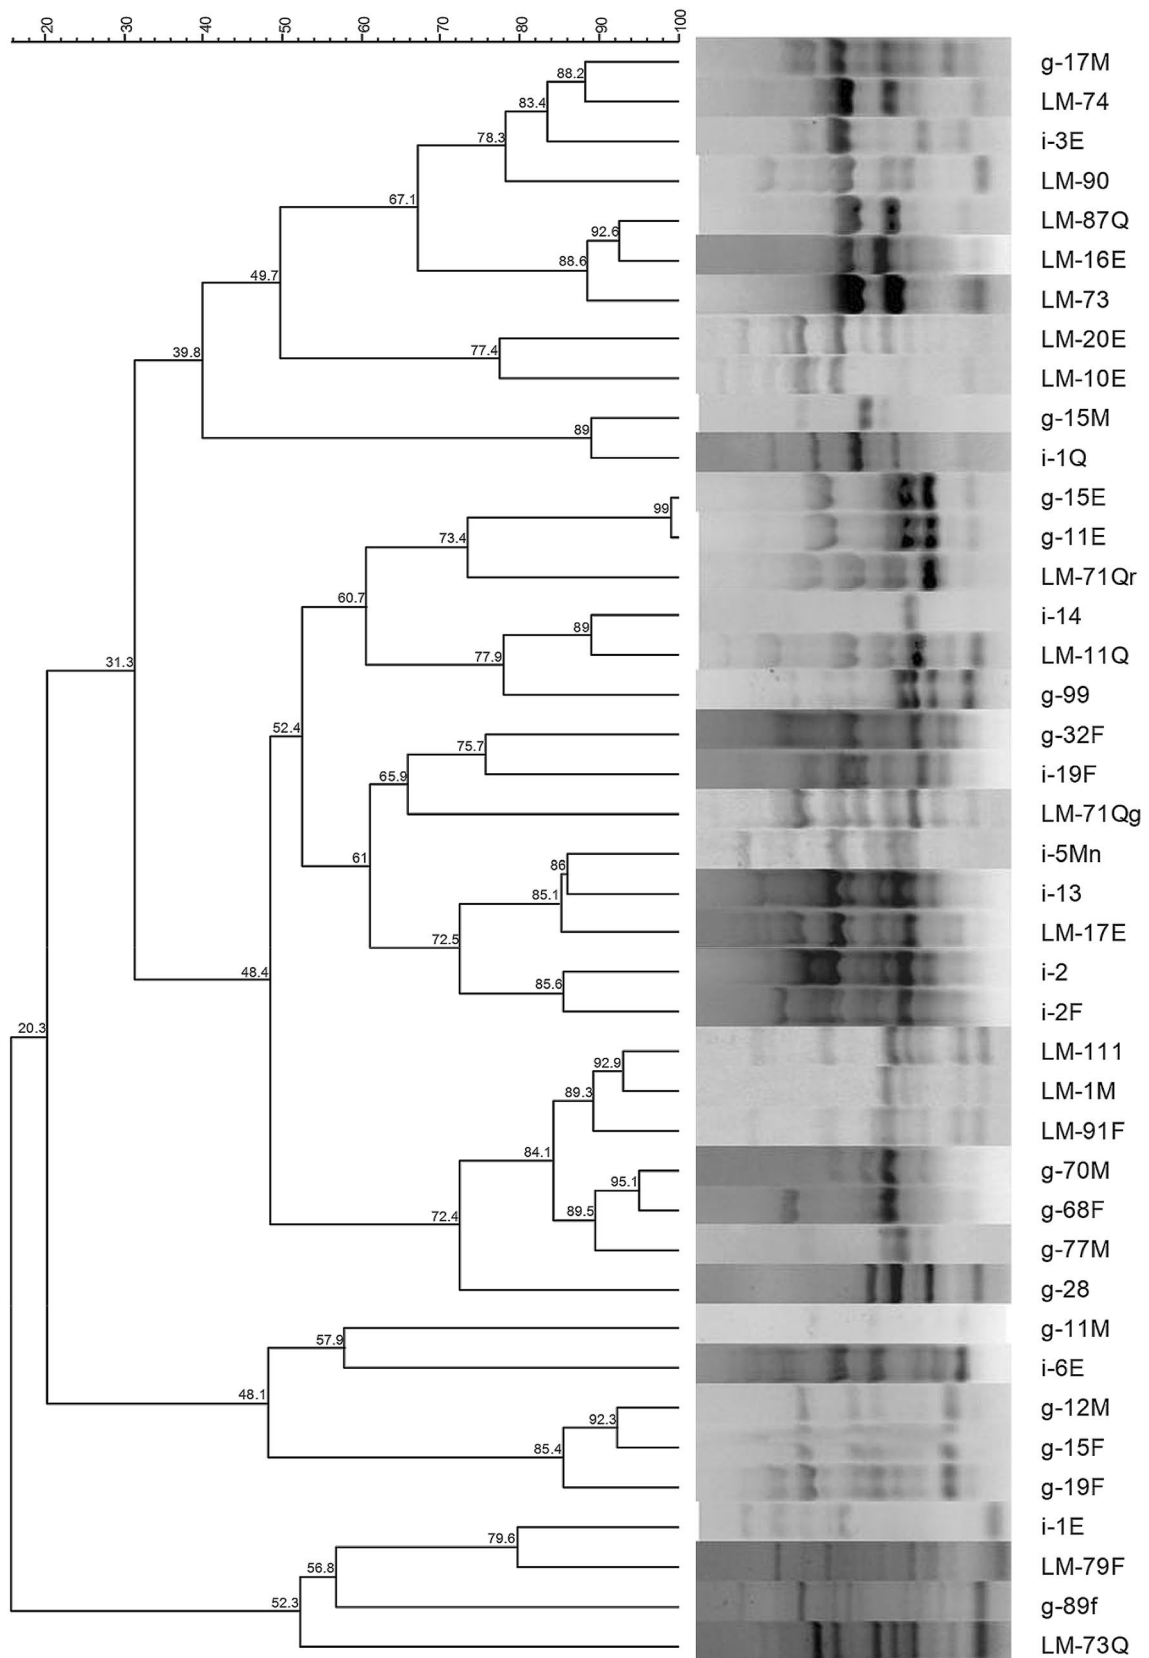 20 30 40 50 60 70 80 90 100
88.2
g-17M
83.4
LM-74
78.3
i-3E
LM-90
67.1
LM-87Q
92.6
88.6
LM-16E
49.7
LM-73
LM-20E
39.8
77.4
LM-10E
g-15M
89
i-1Q
g-15E
99
g-11E
73.4
LM-71Qr
60.7
i-14
89
LM-11Q
31.3
77.9
g-99
52.4
g-32F
75.7
i-19F
65.9
LM-71Qg
61
i-5Mn
86
i-13
85.1
LM-17E
72.5
i-2
48.4
85.6
i-2F
20.3
LM-111
92.9
LM-1M
89.3
LM-91F
84.1
g-70M
95.1
g-68F
72.4
89.5
g-77M
g-28
g-11M
57.9
i-6E
48.1
g-12M
92.3
g-15F
85.4
g-19F
i-1E
79.6
LM-79F
56.8
g-89f
52.3
LM-73Q